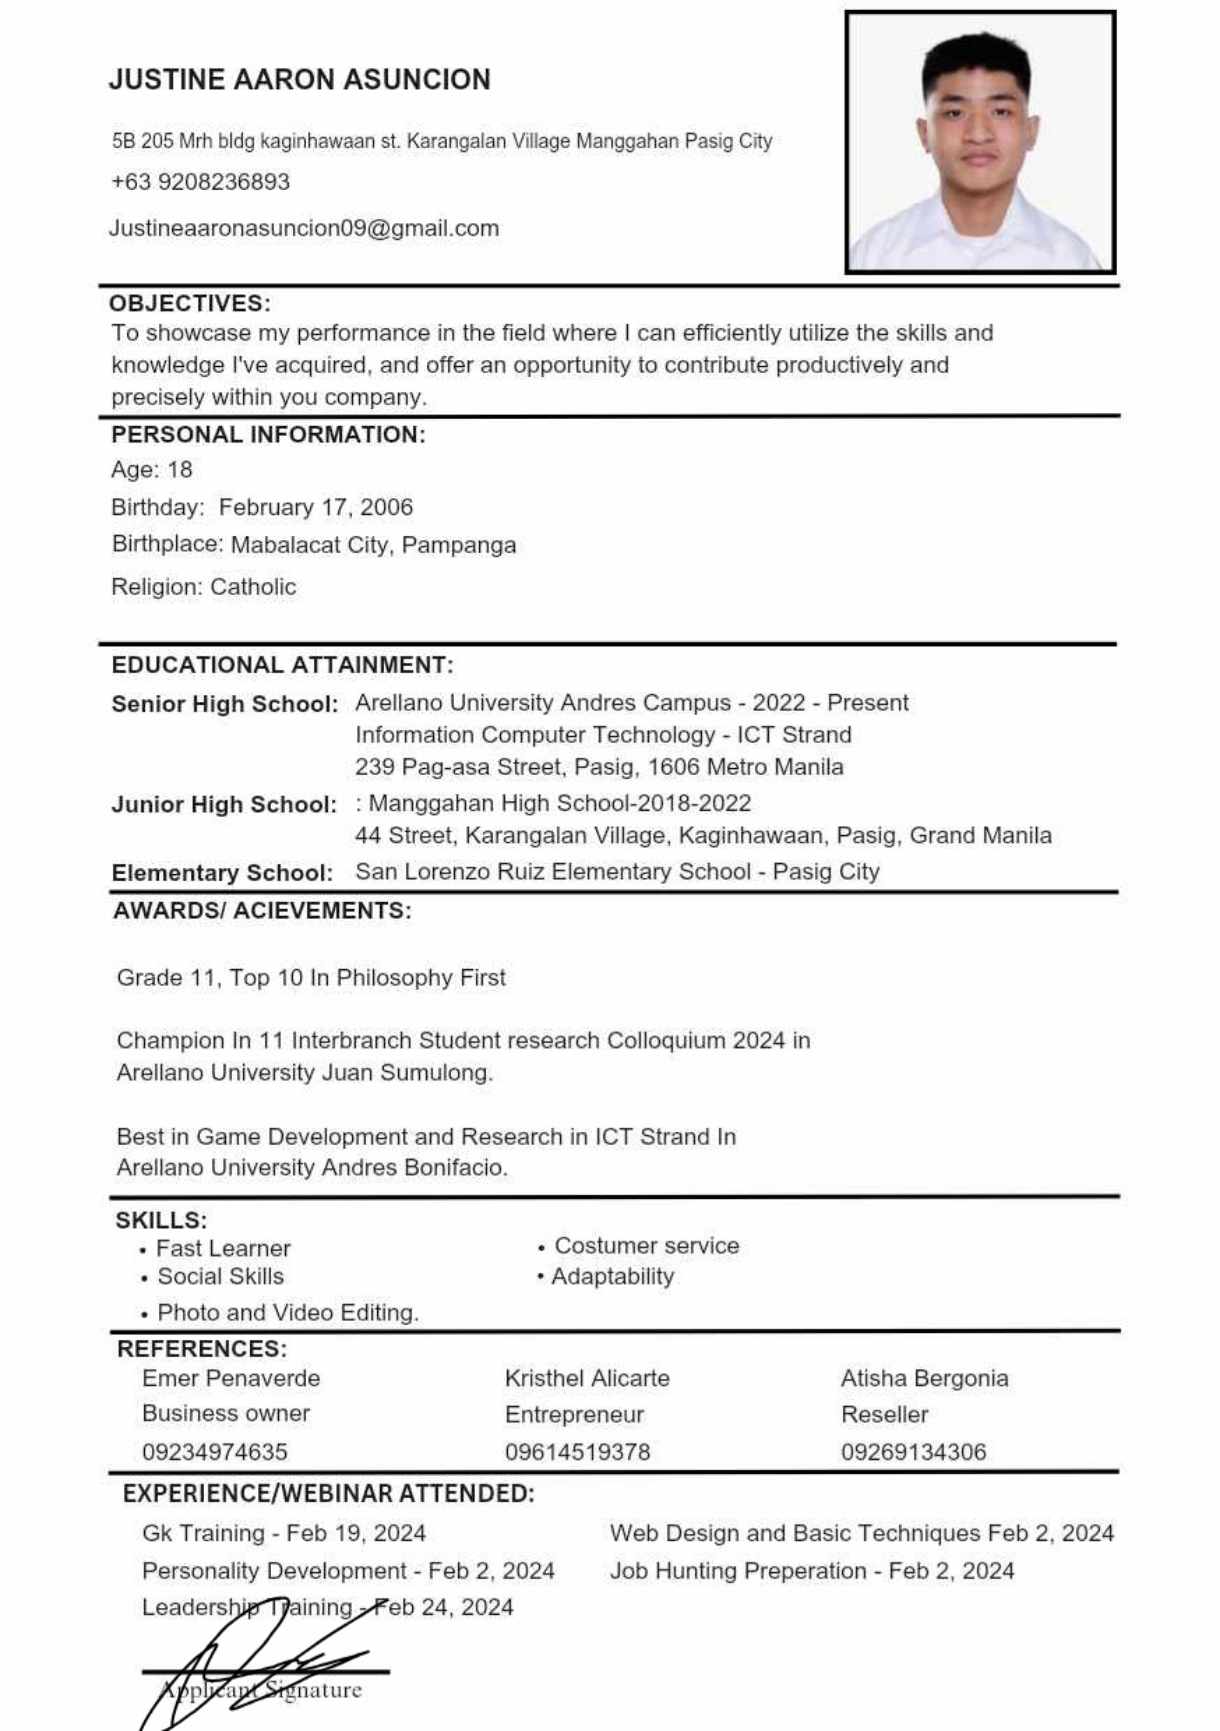 JUSTINE AARON ASUNCION
5B 205 Mrh bldg kaginhawaan st. Karangalan Village Manggahan Pasig City
+63 9208236893
Justineaaronasuncion09@gmail.com
OBJECTIVES:
To showcase my performance in the field where I can efficiently utilize the skills and
knowledge I've acquired, and offer an opportunity to contribute productively and
precisely within you company.
PERSONAL INFORMATION:
Age: 18
Birthday: February 17, 2006
Birthplace: Mabalacat City, Pampanga
Religion: Catholic
EDUCATIONAL ATTAINMENT:
Senior High School: Arellano University Andres Campus - 2022 - Present
Information Computer Technology - ICT Strand
239 Pag-asa Street, Pasig, 1606 Metro Manila
Junior High School: : Manggahan High School-2018-2022
44 Street, Karangalan Village, Kaginhawaan, Pasig, Grand Manila
Elementary School: San Lorenzo Ruiz Elementary School - Pasig City
AWARDS/ ACIEVEMENTS:
Grade 11, Top 10 In Philosophy First
Champion In 11 Interbranch Student research Colloquium 2024 in
Arellano University Juan Sumulong.
Best in Game Development and Research in ICT Strand In
Arellano University Andres Bonifacio.
SKILLS:
• Fast Learner • Costumer service
• Social Skills • Adaptability
• Photo and Video Editing.
REFERENCES:
Emer Penaverde Kristhel Alicarte Atisha Bergonia
Business owner Entrepreneur Reseller
09234974635 09614519378 09269134306
EXPERIENCE/WEBINAR ATTENDED:
Gk Training - Feb 19, 2024 Web Design and Basic Techniques Feb 2, 2024
Personality Development - Feb 2, 2024 Job Hunting Preperation - Feb 2, 2024
Leadership Training - Feb 24, 2024
Applicant Signature